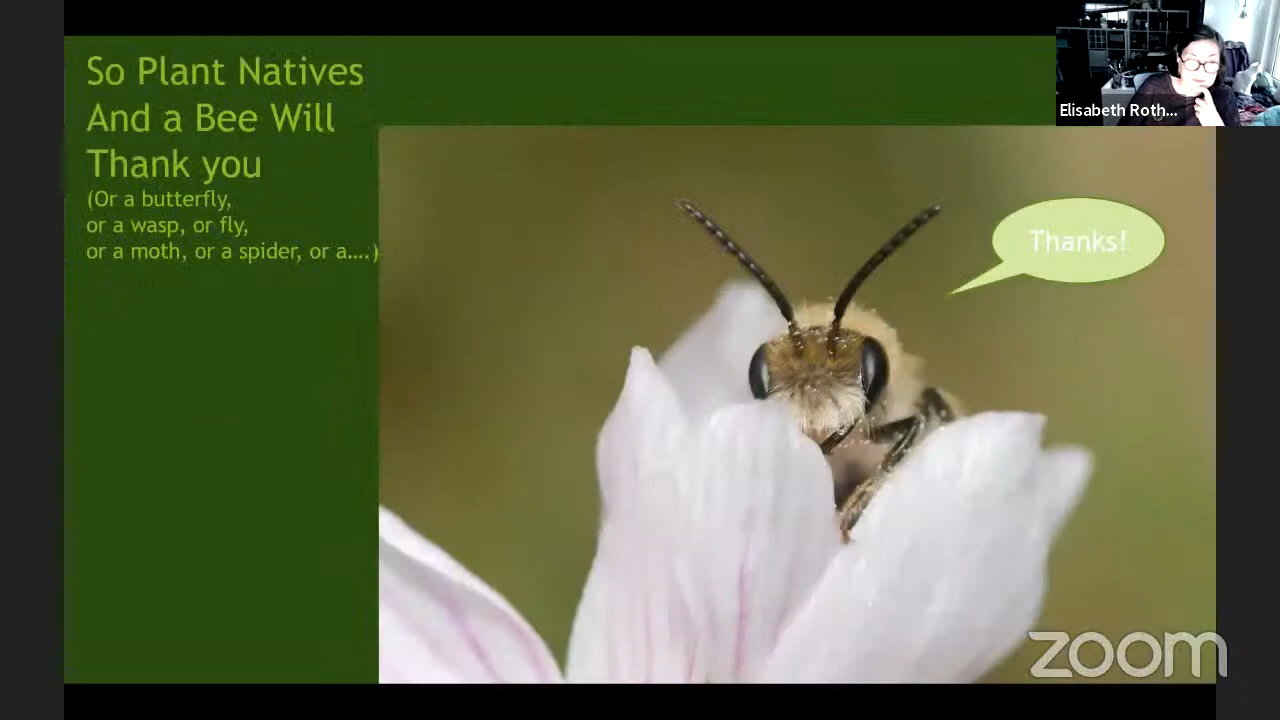 So Plant Natives
And a Bee Will
Thank you
(Or a butterfly,
or a wasp, or fly,
or a moth, or a spider, or a....)
Thanks!
Elisabeth Roth...
zoom